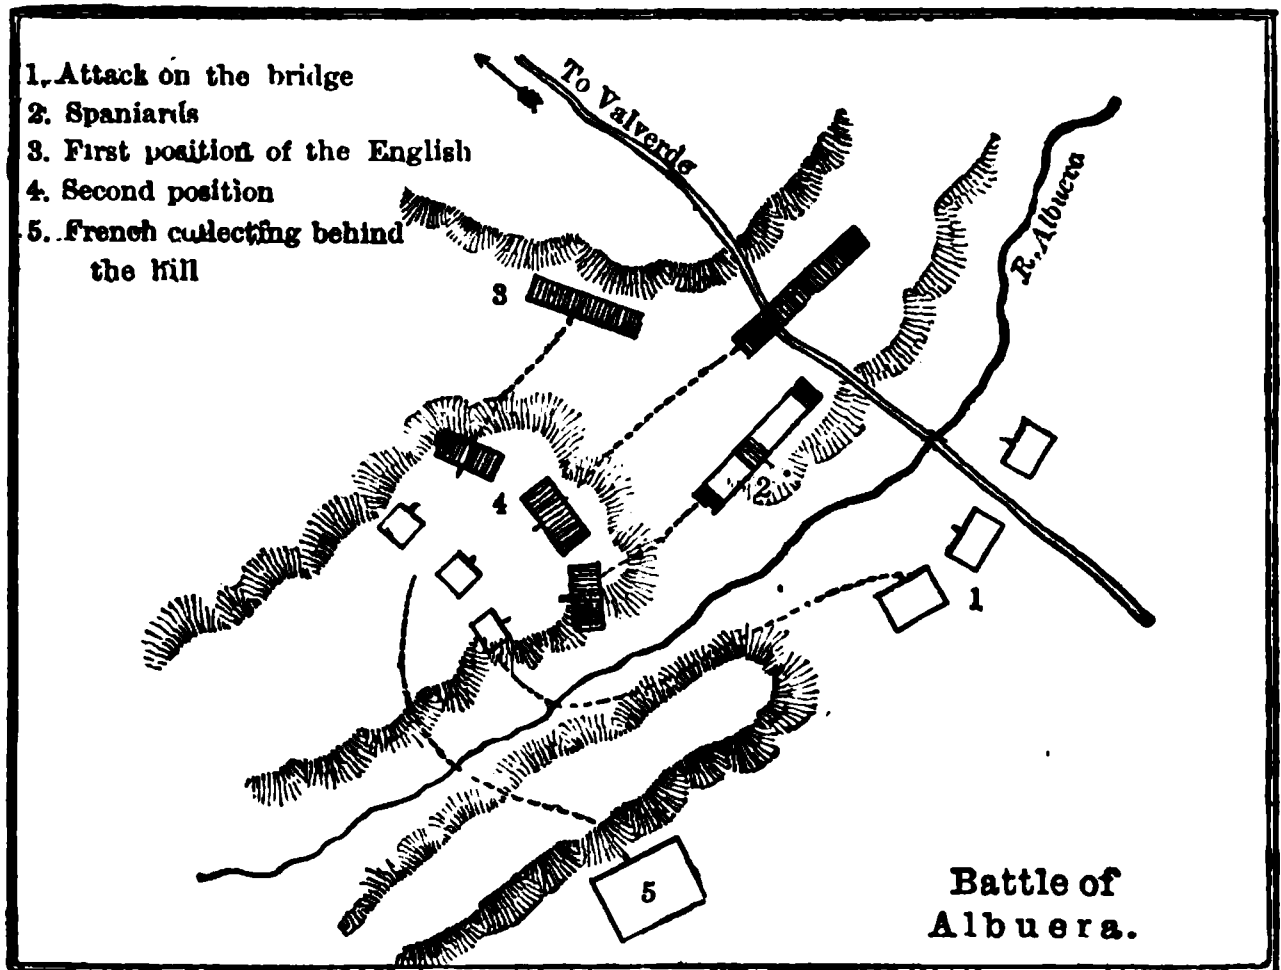 1. Attack on the bridge
2. Spaniards
3. First position of the English
4. Second position
5. French collecting behind
the hill
To Valverde
R. Albuera
3
2
4
1
5
Battle of
Albuera.